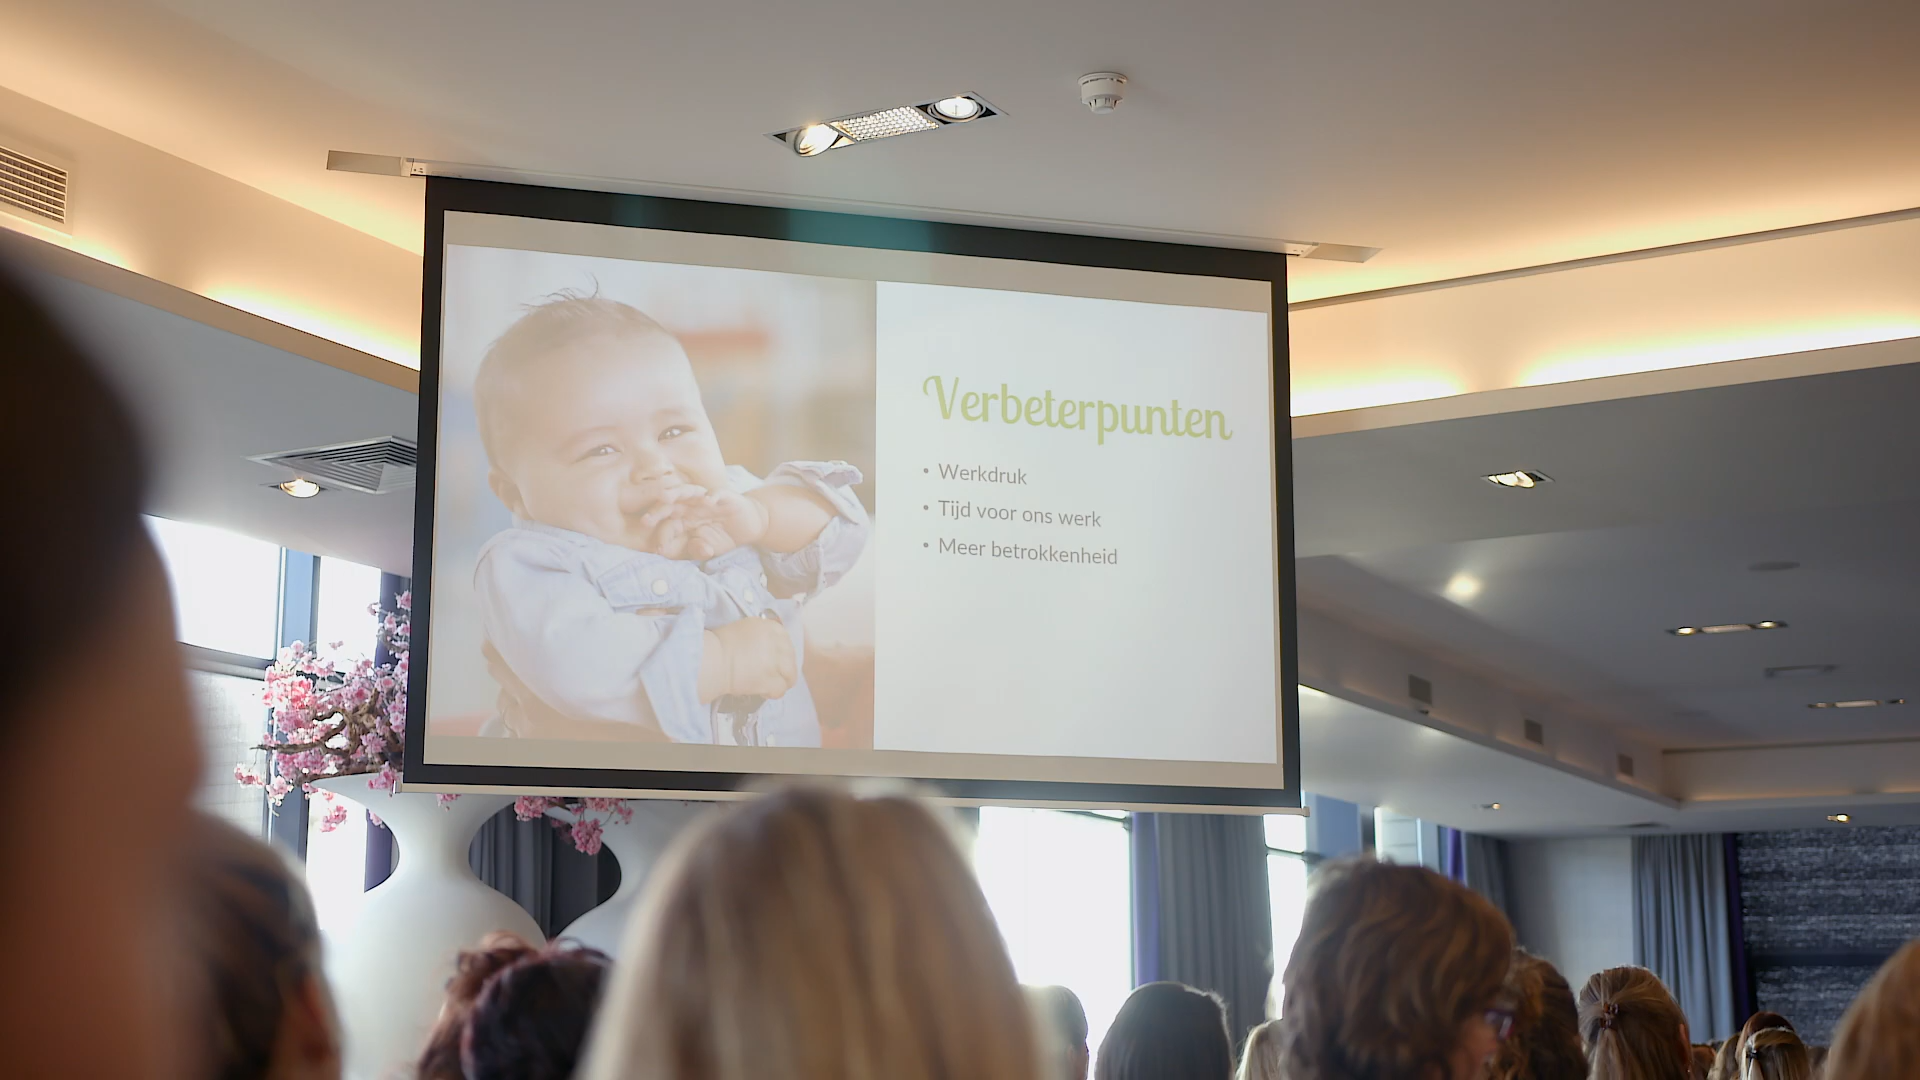 Verbeterpunten
• Werkdruk
• Tijd voor ons werk
• Meer betrokkenheid